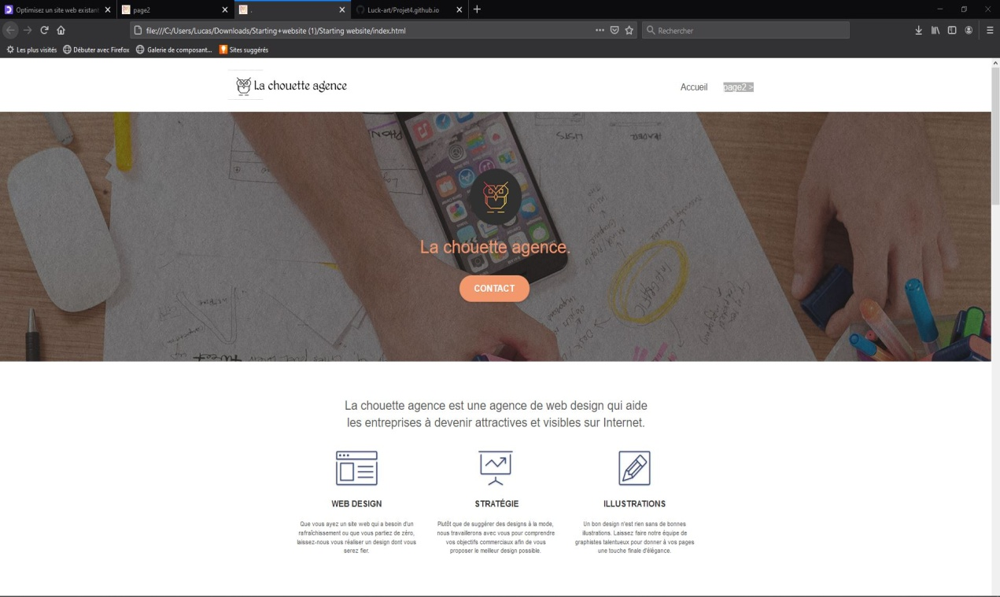 Optimisez un site web existant
page2
.
Luck-art/Projet4.github.io
file:///C:/Users/Lucas/Downloads/Starting+website (1)/Starting website/index.html
Rechercher
Les plus visités
Débuter avec Firefox
Galerie de composant...
Sites suggérés
La chouette agence
Accueil
page2 >
LISTS
La chouette agence.
CONTACT
La chouette agence est une agence de web design qui aide
les entreprises à devenir attractives et visibles sur Internet.
WEB DESIGN
Que vous ayez un site web qui a besoin d'un
rafraîchissement ou que vous partiez de zéro,
laissez-nous vous réaliser un design dont vous
serez fier.
STRATÉGIE
Plutôt que de suggérer des designs à la mode,
nous travaillerons avec vous pour comprendre
vos objectifs commerciaux afin de vous
proposer le meilleur design possible.
ILLUSTRATIONS
Un bon design n'est rien sans de bonnes
illustrations. Laissez faire notre équipe de
graphistes talentueux pour donner à vos pages
une touche finale d'élégance.